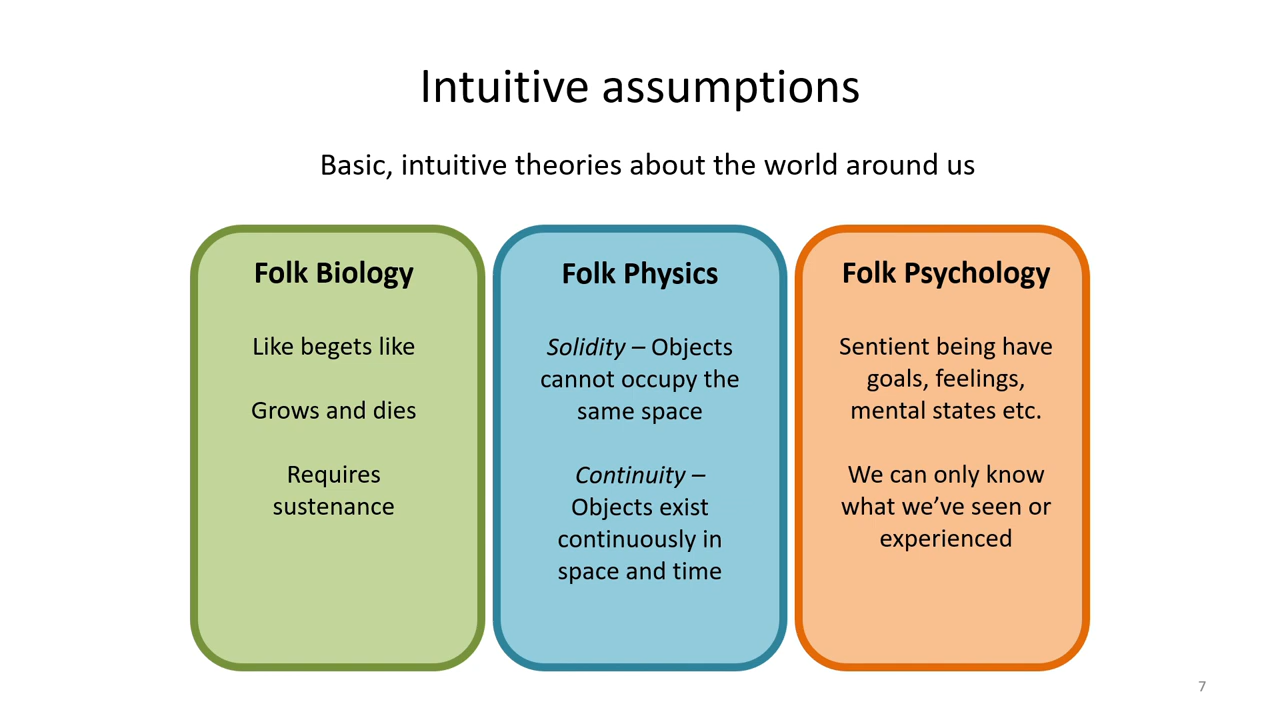 Intuitive assumptions
Basic, intuitive theories about the world around us
Folk Biology
Like begets like
Grows and dies
Requires
sustenance
Folk Physics
Solidity – Objects
cannot occupy the
same space
Continuity –
Objects exist
continuously in
space and time
Folk Psychology
Sentient being have
goals, feelings,
mental states etc.
We can only know
what we’ve seen or
experienced
7